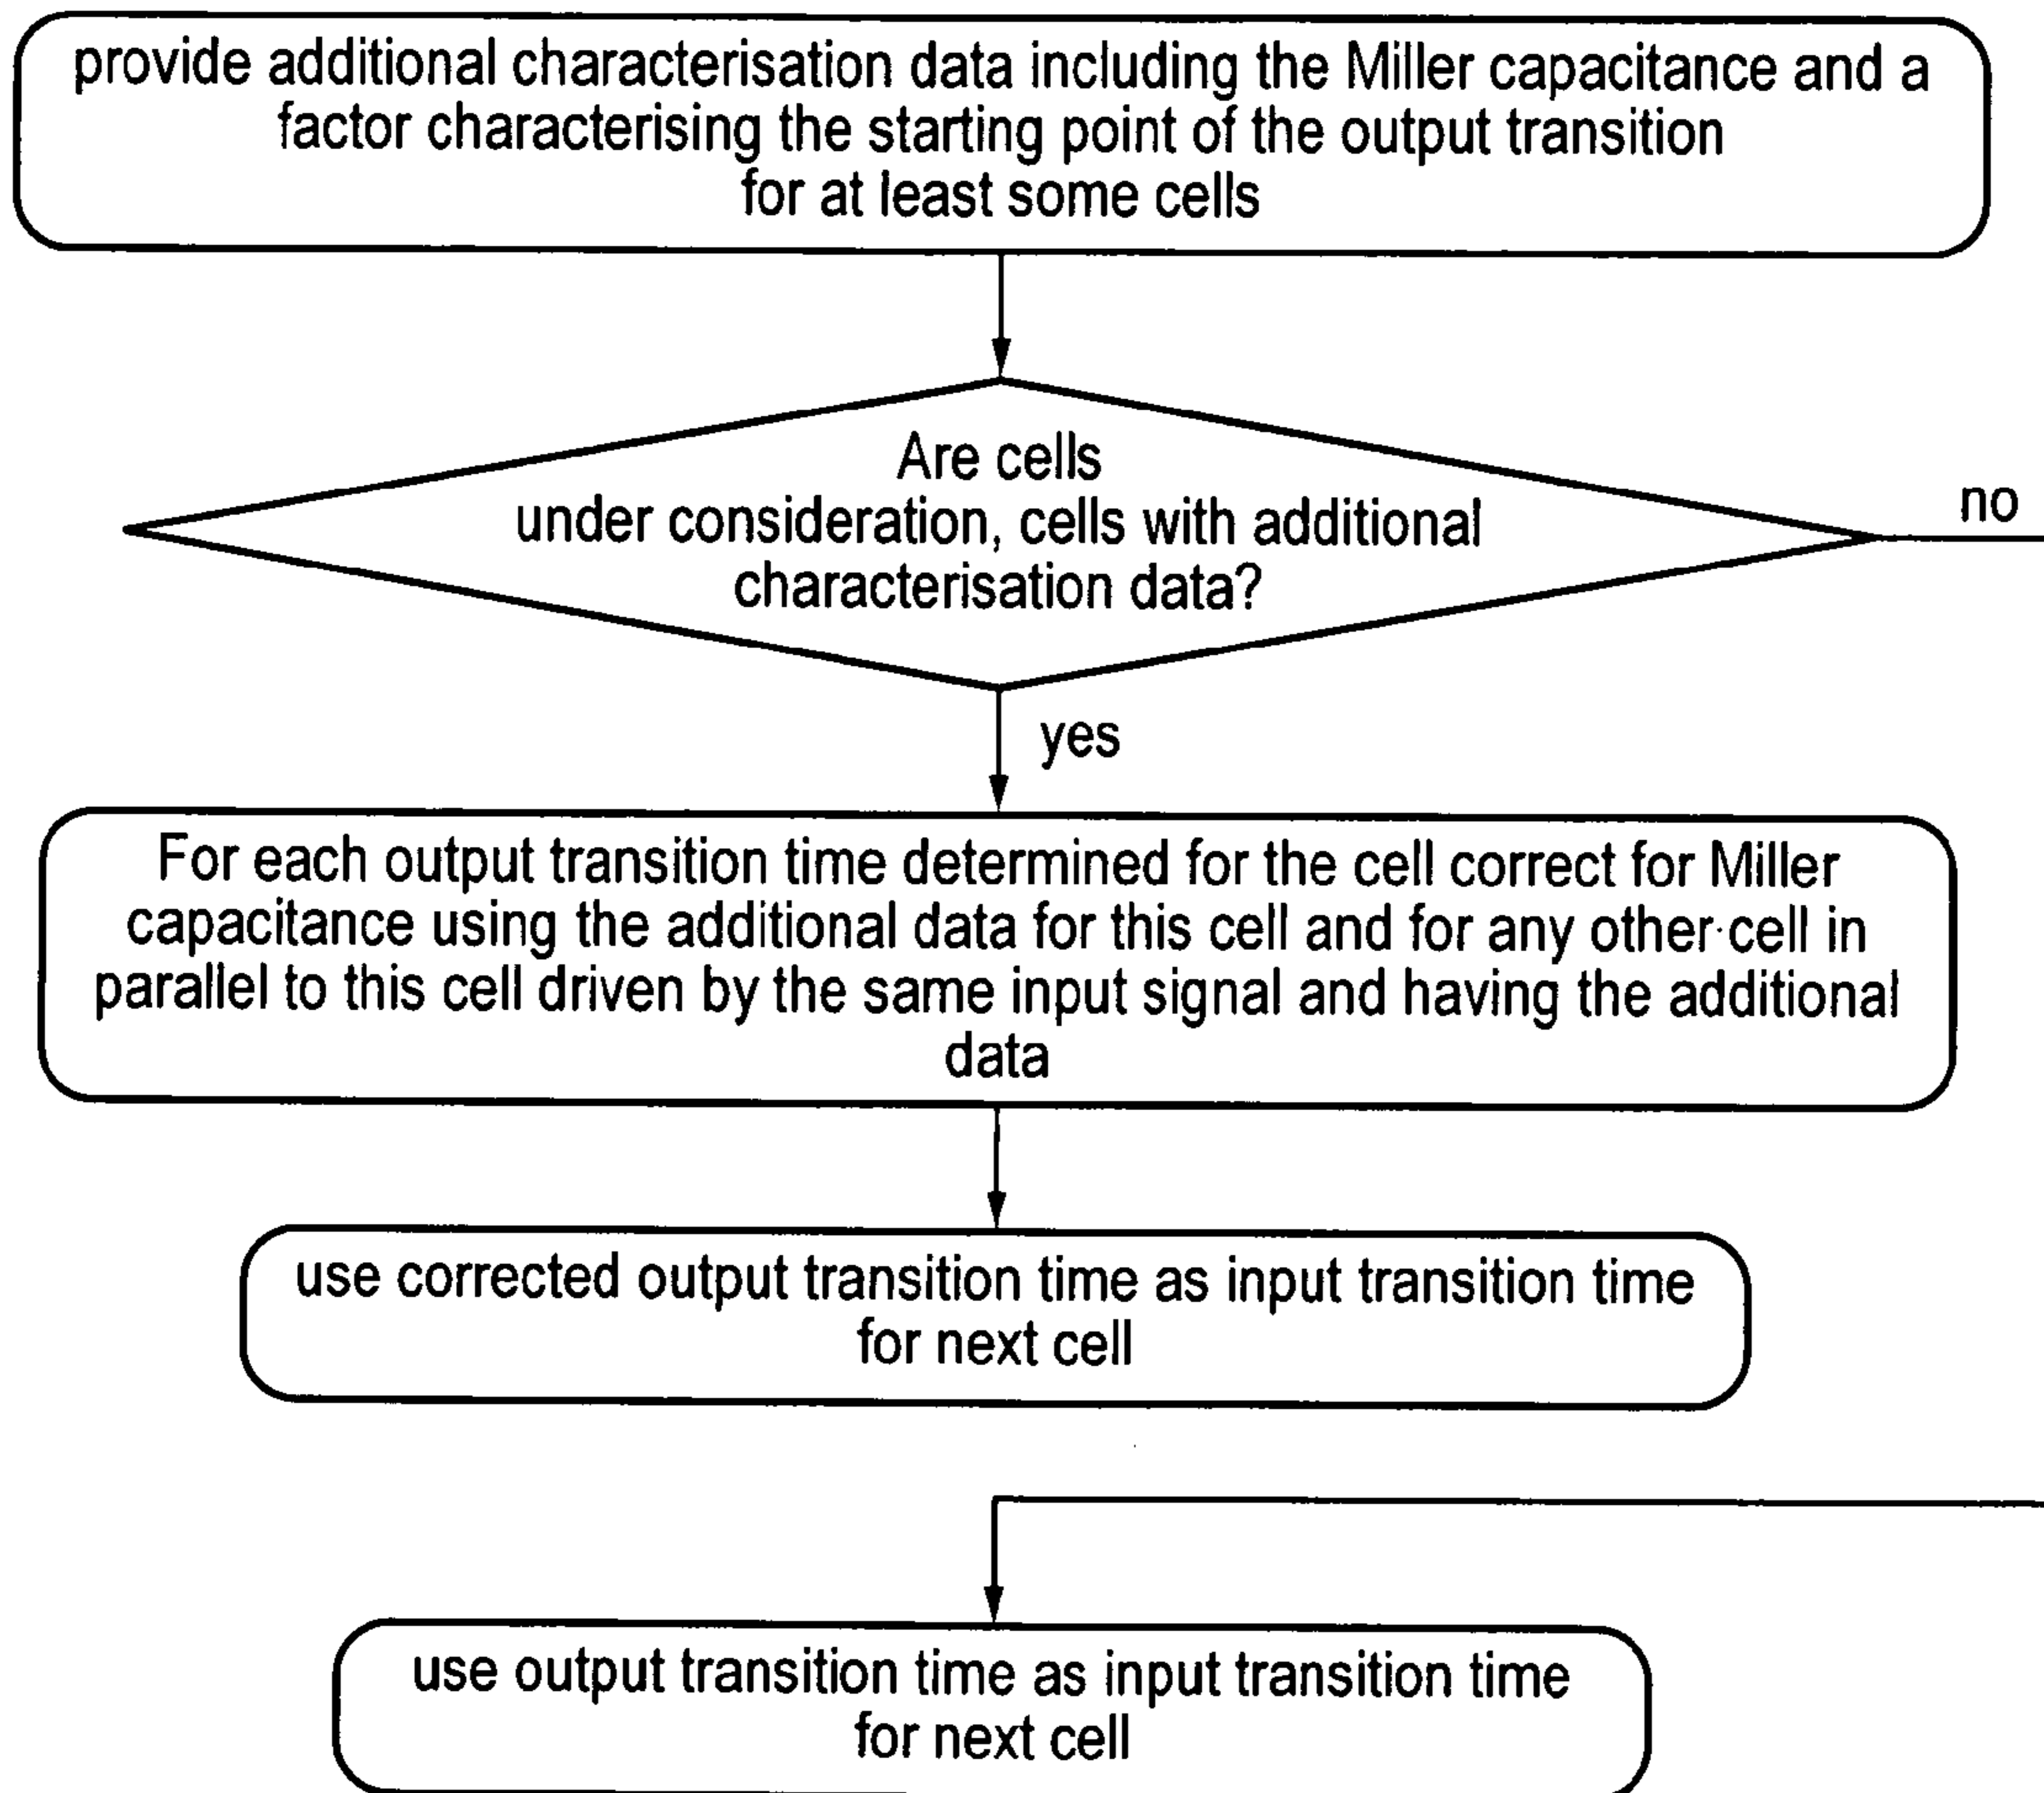 provide additional characterisation data including the Miller capacitance and a
factor characterising the starting point of the output transition
for at least some cells
Are cells
under consideration, cells with additional
characterisation data?
no
yes
For each output transition time determined for the cell correct for Miller
capacitance using the additional data for this cell and for any other cell in
parallel to this cell driven by the same input signal and having the additional
data
use corrected output transition time as input transition time
for next cell
use output transition time as input transition time
for next cell